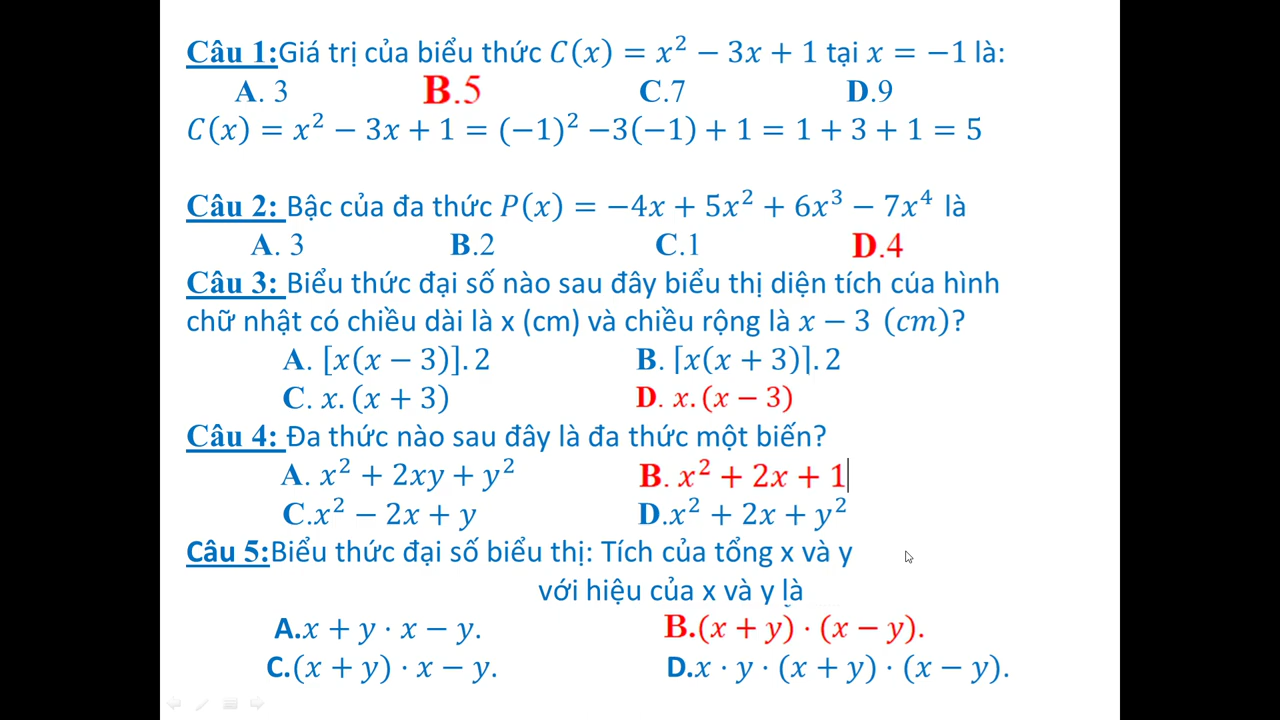 Câu 1:Giá trị của biểu thức C(x) = x² − 3x + 1 tại x = −1 là:
A. 3 B.5 C.7 D.9
C(x) = x² − 3x + 1 = (−1)² −3(−1) + 1 = 1 + 3 + 1 = 5
Câu 2: Bậc của đa thức P(x) = −4x + 5x² + 6x³ − 7x⁴ là
A. 3 B.2 C.1 D.4
Câu 3: Biểu thức đại số nào sau đây biểu thị diện tích cúa hình
chữ nhật có chiều dài là x (cm) và chiều rộng là x − 3 (cm)?
A. [x(x − 3)]. 2 B. [x(x + 3)]. 2
C. x. (x + 3) D. x. (x − 3)
Câu 4: Đa thức nào sau đây là đa thức một biến?
A. x² + 2xy + y² B. x² + 2x + 1
C.x² − 2x + y D.x² + 2x + y²
Câu 5:Biểu thức đại số biểu thị: Tích của tổng x và y
với hiệu của x và y là
A.x + y · x − y. B.(x + y) · (x − y).
C.(x + y) · x − y. D.x · y · (x + y) · (x − y).